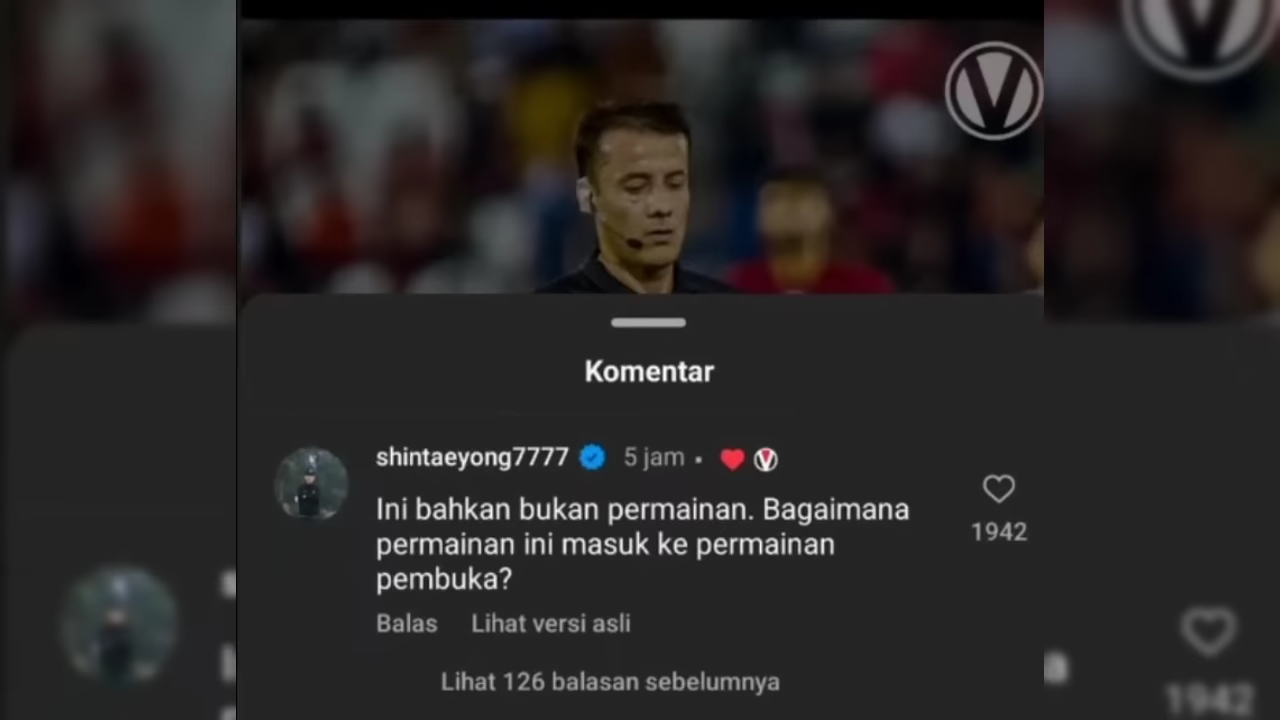 V
Komentar
shintaeyong7777 5 jam •
Ini bahkan bukan permainan. Bagaimana
permainan ini masuk ke permainan
pembuka?
1942
Balas Lihat versi asli
Lihat 126 balasan sebelumnya
1942